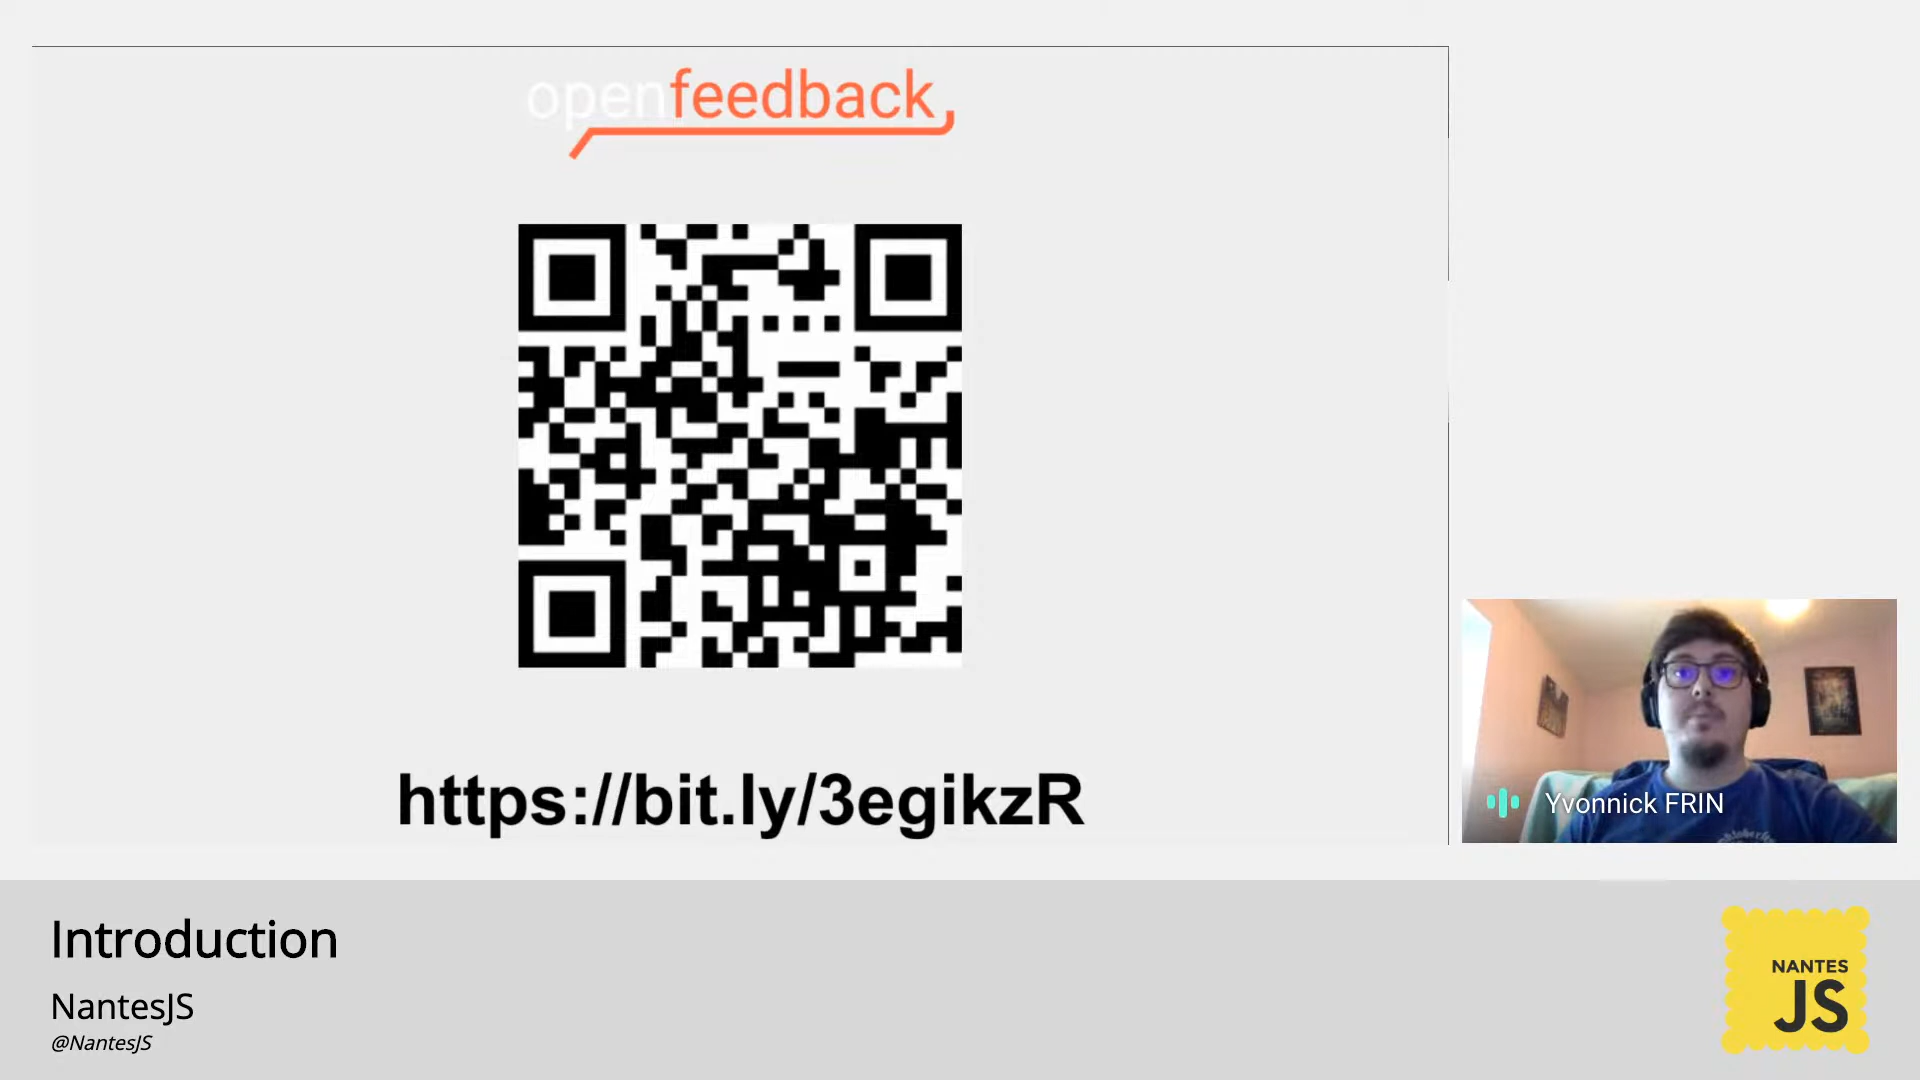 openfeedback
https://bit.ly/3egikzR
Yvonnick FRIN
Introduction
NantesJS
@NantesJS
NANTES
JS